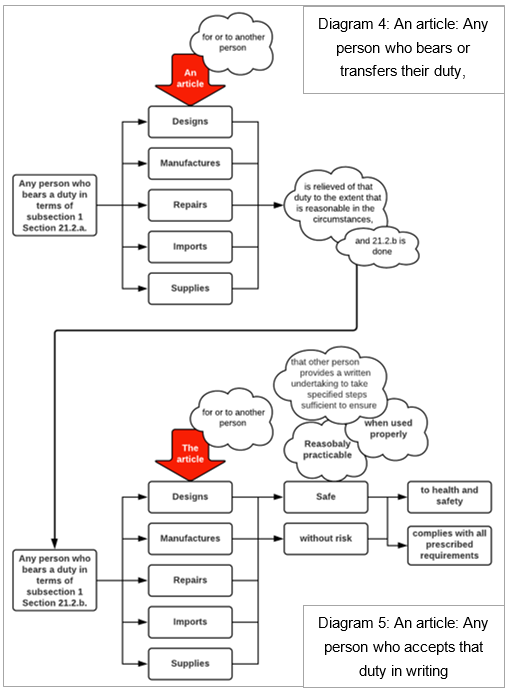 Diagram 4: An article: Any
person who bears or
transfers their duty,
for or to another
person
An
article
Designs
Manufactures
Repairs
Imports
Supplies
Any person who
bears a duty in
terms of
subsection 1
Section 21.2.a.
is relieved of that
duty to the extent that
is reasonable in the
circumstances,
and 21.2.b is
done
that other person
provides a written
undertaking to take
specified steps
sufficient to ensure
when used
properly
Reasobaly
practicable
for or to another
person
The
article
Designs
Manufactures
Repairs
Imports
Supplies
Any person who
bears a duty in
terms of
subsection 1
Section 21.2.b.
Safe
without risk
to health and
safety
complies with all
prescribed
requirements
Diagram 5: An article: Any
person who accepts that
duty in writing